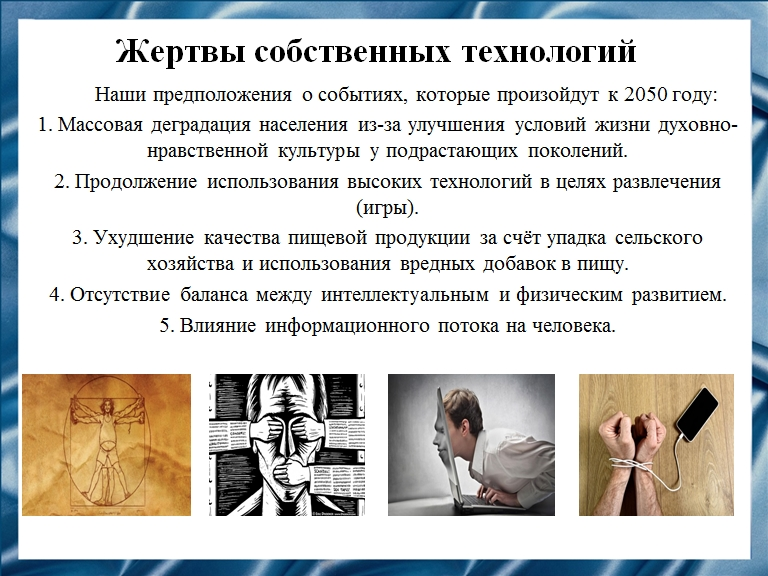 Жертвы собственных технологий
Наши предположения о событиях, которые произойдут к 2050 году:
1. Массовая деградация населения из-за улучшения условий жизни духовно-
нравственной культуры у подрастающих поколений.
2. Продолжение использования высоких технологий в целях развлечения
(игры).
3. Ухудшение качества пищевой продукции за счёт упадка сельского
хозяйства и использования вредных добавок в пищу.
4. Отсутствие баланса между интеллектуальным и физическим развитием.
5. Влияние информационного потока на человека.